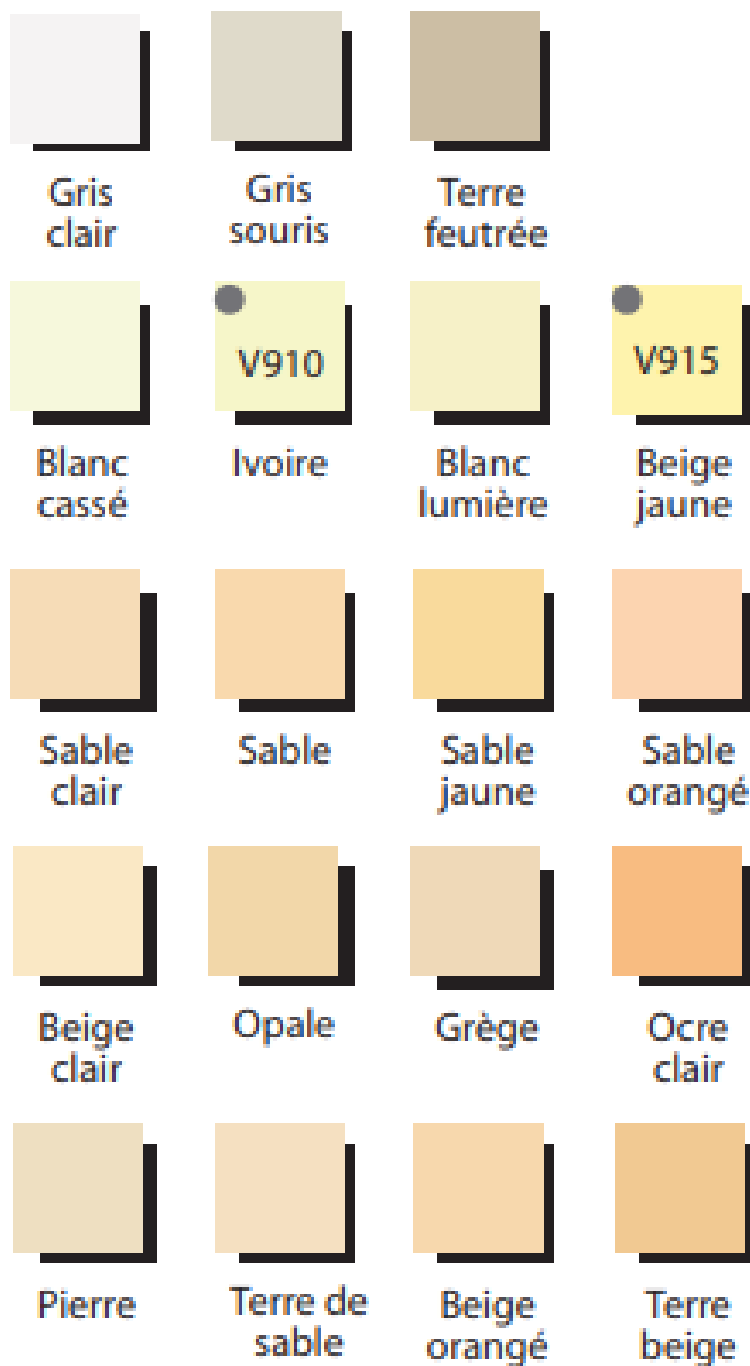 Gris
clair
Gris
souris
Terre
feutrée
V910
V915
Blanc
cassé
Ivoire
Blanc
lumière
Beige
jaune
Sable
clair
Sable
Sable
jaune
Sable
orangé
Beige
clair
Opale
Grège
Ocre
clair
Pierre
Terre de
sable
Beige
orangé
Terre
beige